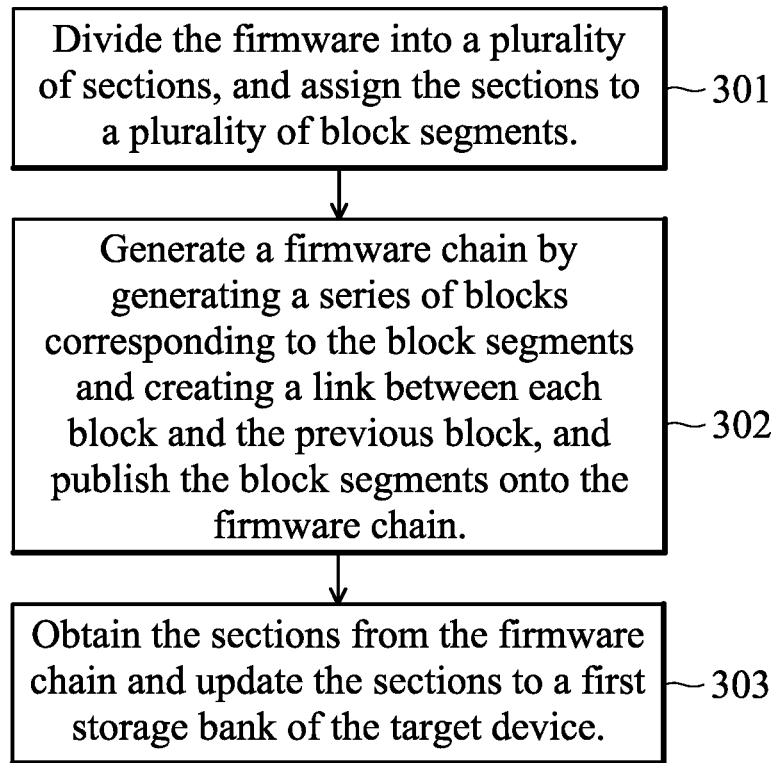 Divide the firmware into a plurality
of sections, and assign the sections to
a plurality of block segments.
301
Generate a firmware chain by
generating a series of blocks
corresponding to the block segments
and creating a link between each
block and the previous block, and
publish the block segments onto the
firmware chain.
302
Obtain the sections from the firmware
chain and update the sections to a first
storage bank of the target device.
303